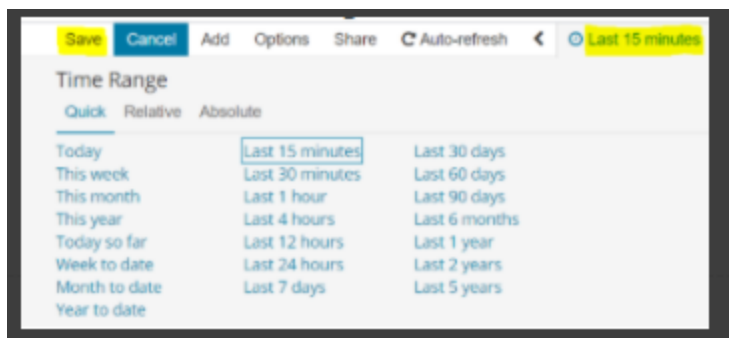 Save Cancel Add Options Share Auto-refresh Last 15 minutes
Time Range
Quick Relative Absolute
Today Last 15 minutes Last 30 days
This week Last 30 minutes Last 60 days
This month Last 1 hour Last 90 days
This year Last 4 hours Last 6 months
Today so far Last 12 hours Last 1 year
Week to date Last 24 hours Last 2 years
Month to date Last 7 days Last 5 years
Year to date